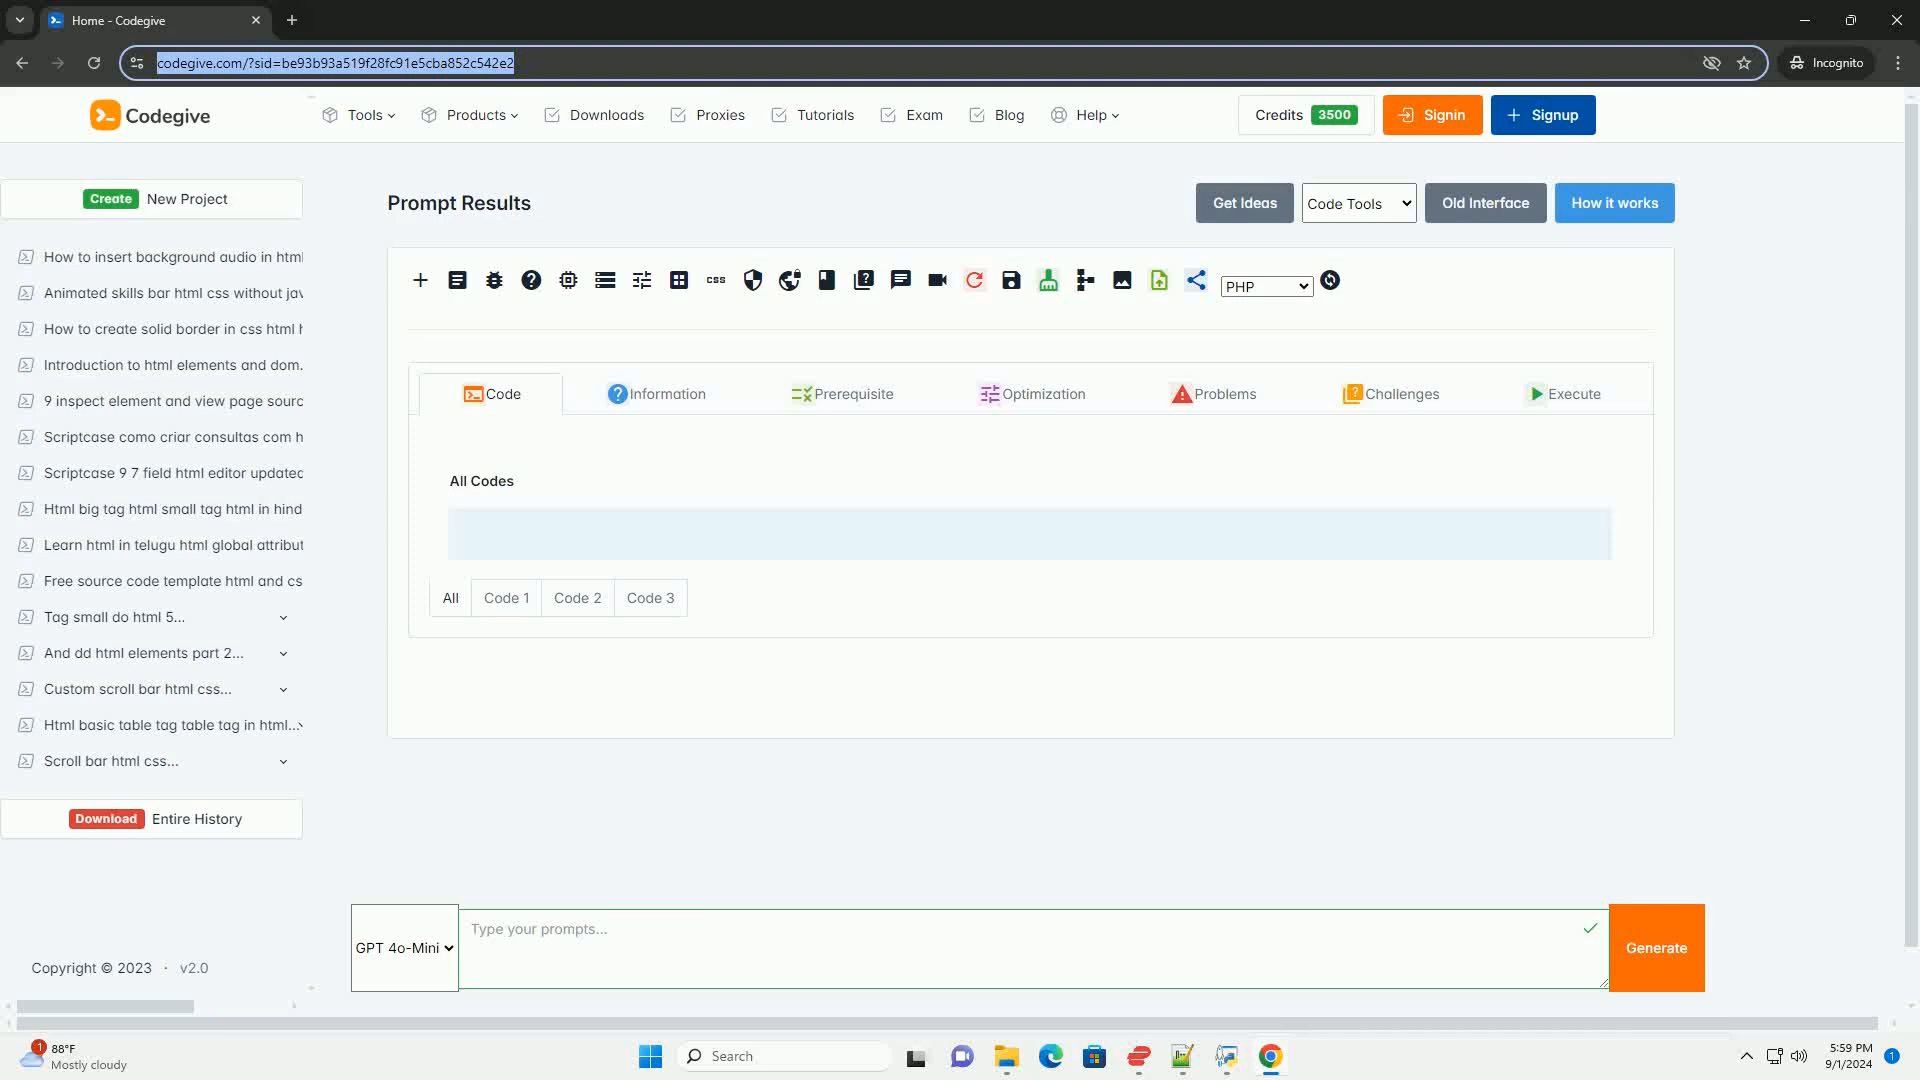 Home - Codegive
codegive.com/?sid=be93b93a519f28fc91e5cba852c542e2
Incognito
Codegive
Tools
Products
Downloads
Proxies
Tutorials
Exam
Blog
Help
Credits 3500
Signin
Signup
Create New Project
How to insert background audio in html
Animated skills bar html css without jav
How to create solid border in css html h
Introduction to html elements and dom.
9 inspect element and view page sourc
Scriptcase como criar consultas com h
Scriptcase 9 7 field html editor updated
Html big tag html small tag html in hind
Learn html in telugu html global attribut
Free source code template html and cs
Tag small do html 5...
And dd html elements part 2...
Custom scroll bar html css...
Html basic table tag table tag in html...
Scroll bar html css...
Download Entire History
Copyright © 2023 · v2.0
Prompt Results
Get Ideas
Code Tools
Old Interface
How it works
css
PHP
Code
Information
Prerequisite
Optimization
Problems
Challenges
Execute
All Codes
All
Code 1
Code 2
Code 3
GPT 4o-Mini
Type your prompts...
Generate
1
88°F
Mostly cloudy
Search
5:59 PM
9/1/2024
1